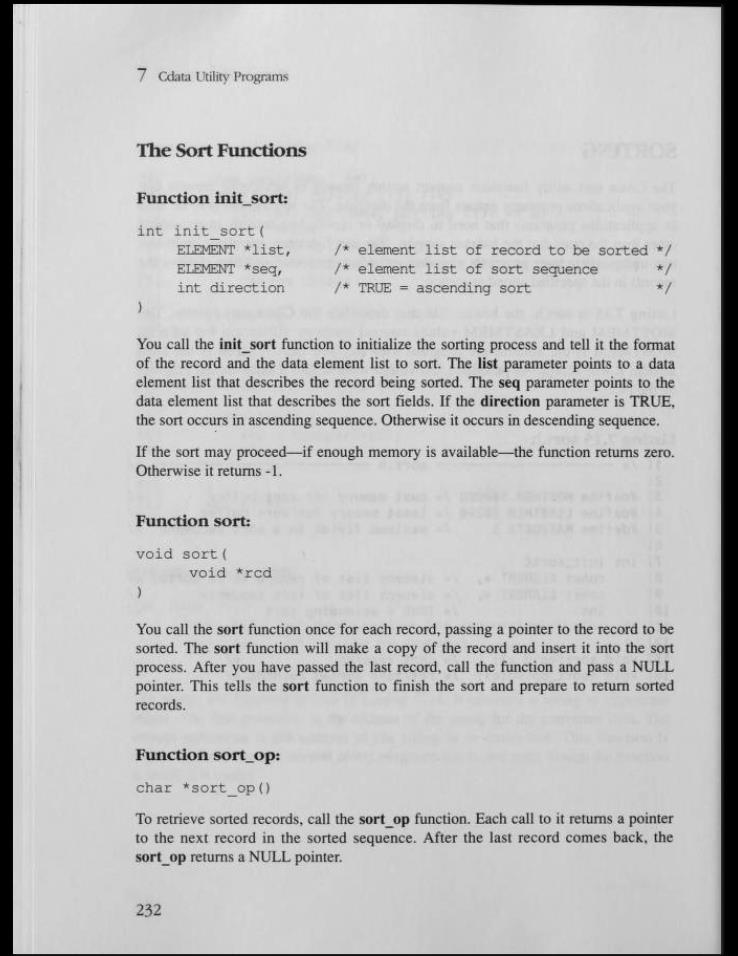 7 Cdata Utility Programs
The Sort Functions
Function init_sort:
int init_sort(
ELEMENT *list, /* element list of record to be sorted */
ELEMENT *seq, /* element list of sort sequence */
int direction /* TRUE = ascending sort */
)
You call the init_sort function to initialize the sorting process and tell it the format
of the record and the data element list to sort. The list parameter points to a data
element list that describes the record being sorted. The seq parameter points to the
data element list that describes the sort fields. If the direction parameter is TRUE,
the sort occurs in ascending sequence. Otherwise it occurs in descending sequence.
If the sort may proceed—if enough memory is available—the function returns zero.
Otherwise it returns -1.
Function sort:
void sort(
void *rcd
)
You call the sort function once for each record, passing a pointer to the record to be
sorted. The sort function will make a copy of the record and insert it into the sort
process. After you have passed the last record, call the function and pass a NULL
pointer. This tells the sort function to finish the sort and prepare to return sorted
records.
Function sort_op:
char *sort_op()
To retrieve sorted records, call the sort_op function. Each call to it returns a pointer
to the next record in the sorted sequence. After the last record comes back, the
sort_op returns a NULL pointer.
232